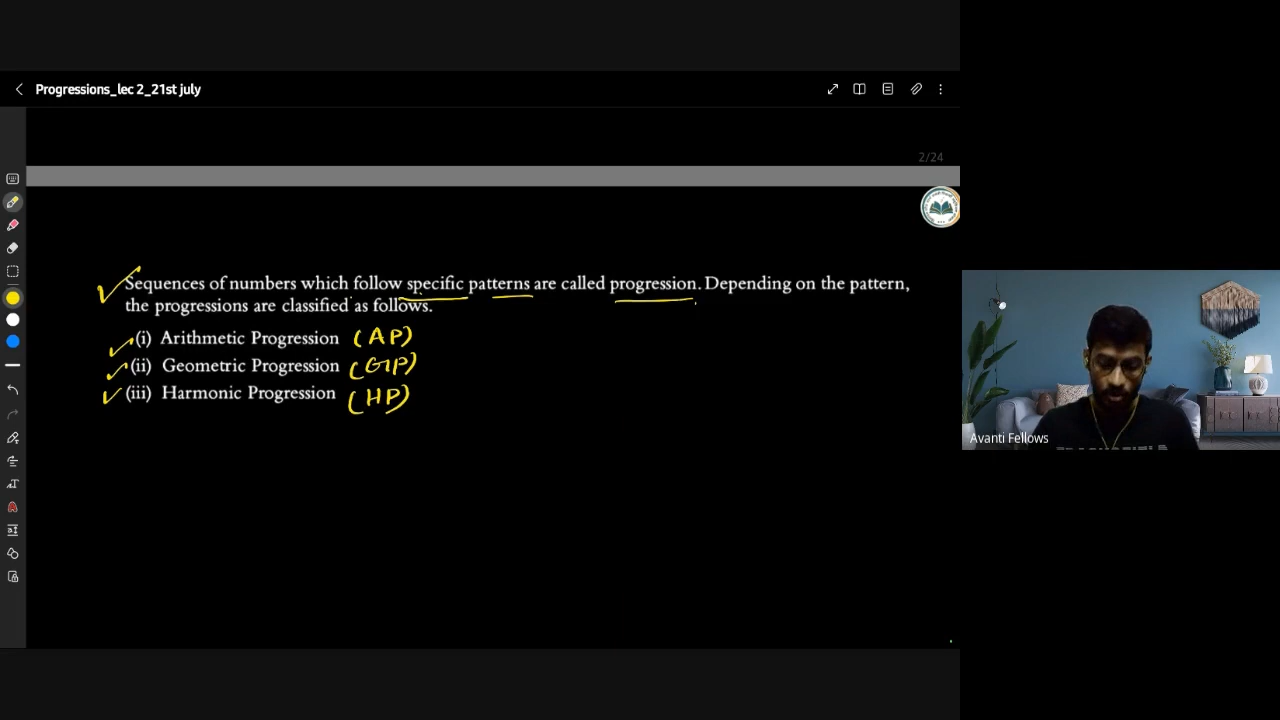 Progressions_lec 2_21st july
2/24
Sequences of numbers which follow specific patterns are called progression. Depending on the pattern,
the progressions are classified as follows.
(i) Arithmetic Progression (AP)
(ii) Geometric Progression (GP)
(iii) Harmonic Progression (HP)
Avanti Fellows